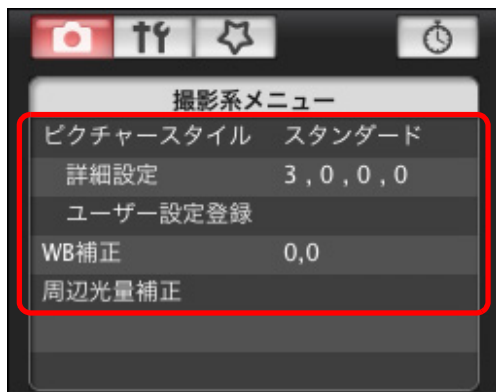 撮影系メニュー
ピクチャースタイル スタンダード
詳細設定 3 , 0 , 0 , 0
ユーザー設定登録
WB補正 0,0
周辺光量補正